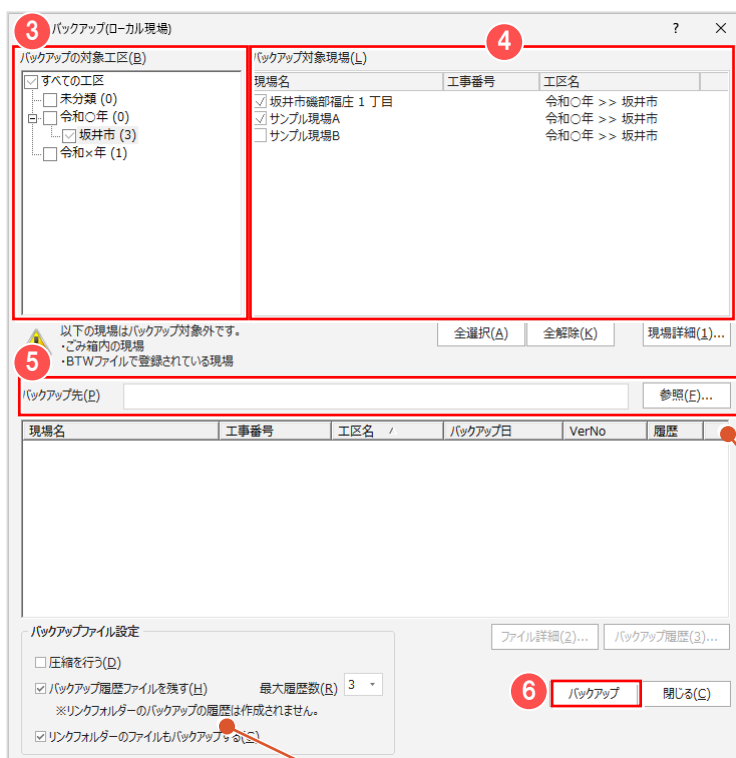 3 バックアップ(ローカル現場) ? ×
バックアップの対象工区(B)
すべての工区
未分類 (0)
令和○年 (0)
坂井市 (3)
令和×年 (1)
4
バックアップ対象現場(L)
現場名 工事番号 工区名
坂井市磯部福庄 1 丁目 令和○年 >> 坂井市
サンプル現場A 令和○年 >> 坂井市
サンプル現場B 令和○年 >> 坂井市
以下の現場はバックアップ対象外です。
・ごみ箱内の現場
・BTWファイルで登録されている現場
全選択(A) 全解除(K) 現場詳細(1)...
5
バックアップ先(P) 参照(F)...
現場名 工事番号 工区名 バックアップ日 VerNo 履歴
バックアップファイル設定
ファイル詳細(2)... バックアップ履歴(3)...
圧縮を行う(D)
バックアップ履歴ファイルを残す(H) 最大履歴数(R) 3
※リンクフォルダーのバックアップの履歴は作成されません。
リンクフォルダーのファイルもバックアップする
6 バックアップ 閉じる(C)